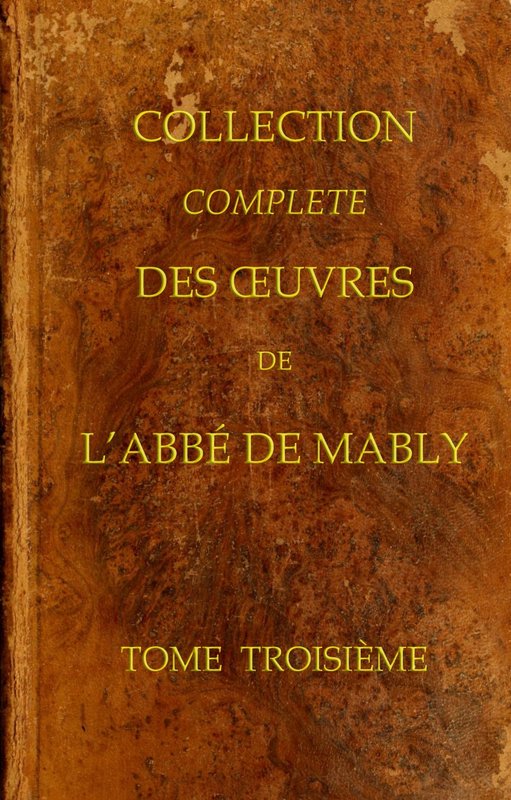 COLLECTION
COMPLETE
DES ŒUVRES
DE
L’ABBÉ DE MABLY
TOME TROISIÈME